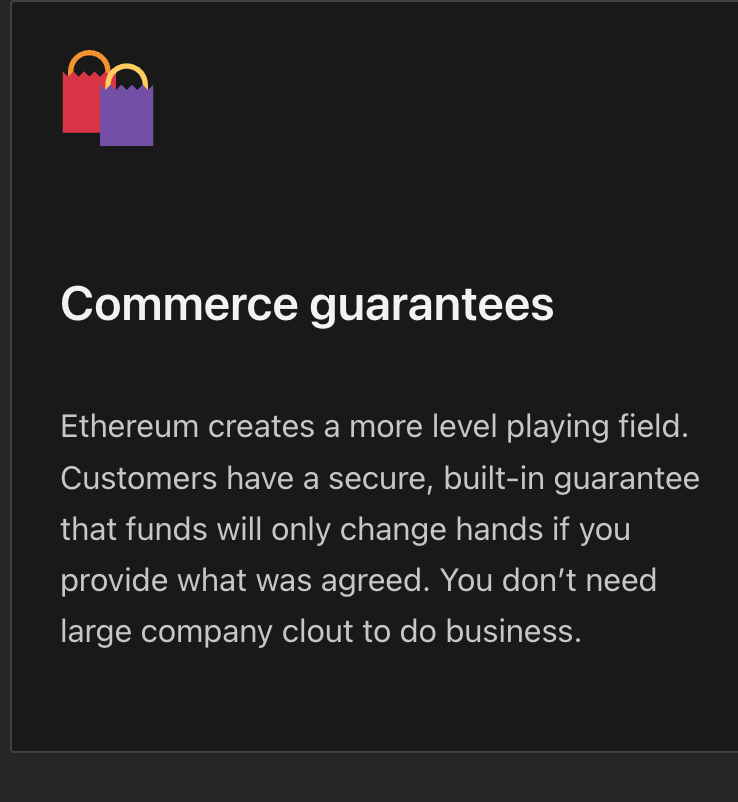 Commerce guarantees
Ethereum creates a more level playing field.
Customers have a secure, built-in guarantee
that funds will only change hands if you
provide what was agreed. You don’t need
large company clout to do business.